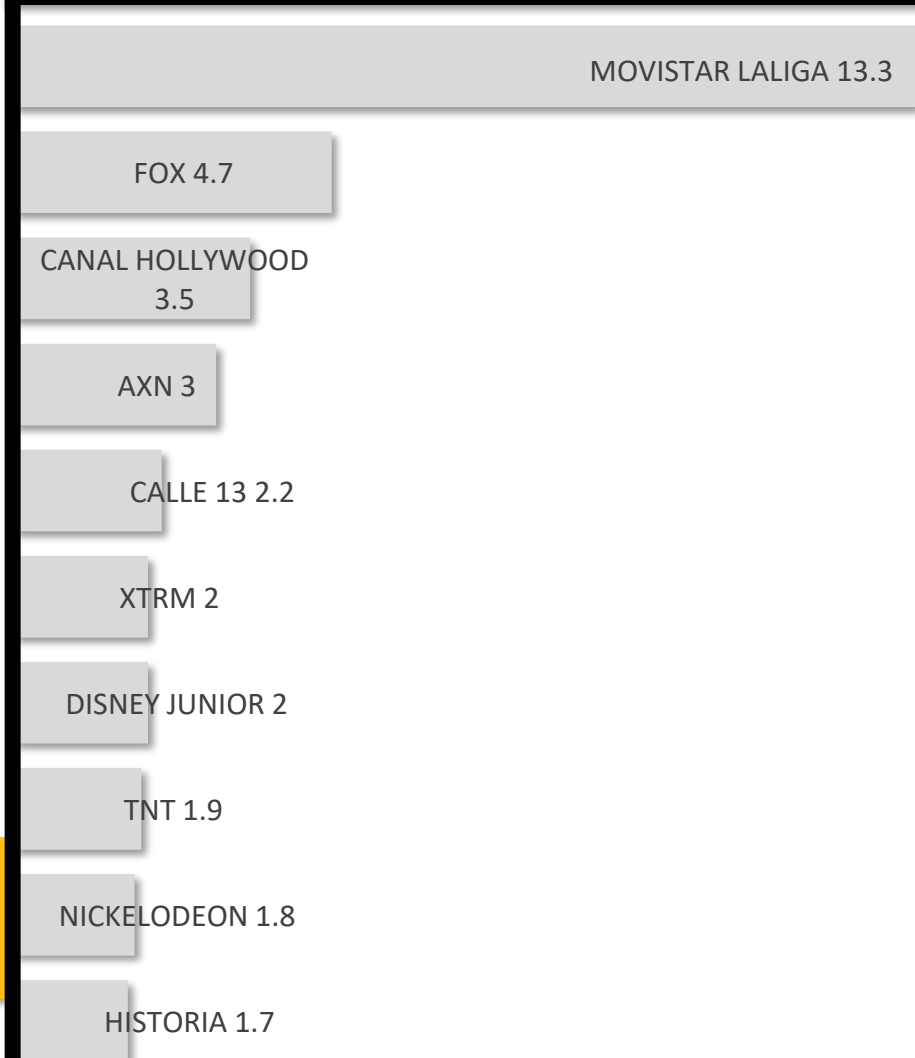 MOVISTAR LALIGA 13.3
FOX 4.7
CANAL HOLLYWOOD
3.5
AXN 3
CALLE 13 2.2
XTRM 2
DISNEY JUNIOR 2
TNT 1.9
NICKELODEON 1.8
HISTORIA 1.7